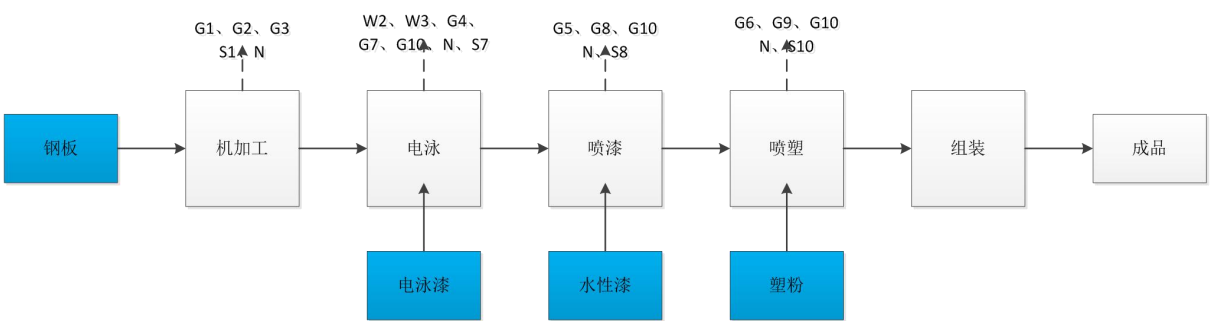 G1、G2、G3
S1、N
W2、W3、G4、
G7、G10、N、S7
G5、G8、G10
N、S8
G6、G9、G10
N、S10
钢板
机加工
电泳
喷漆
喷塑
组装
成品
电泳漆
水性漆
塑粉